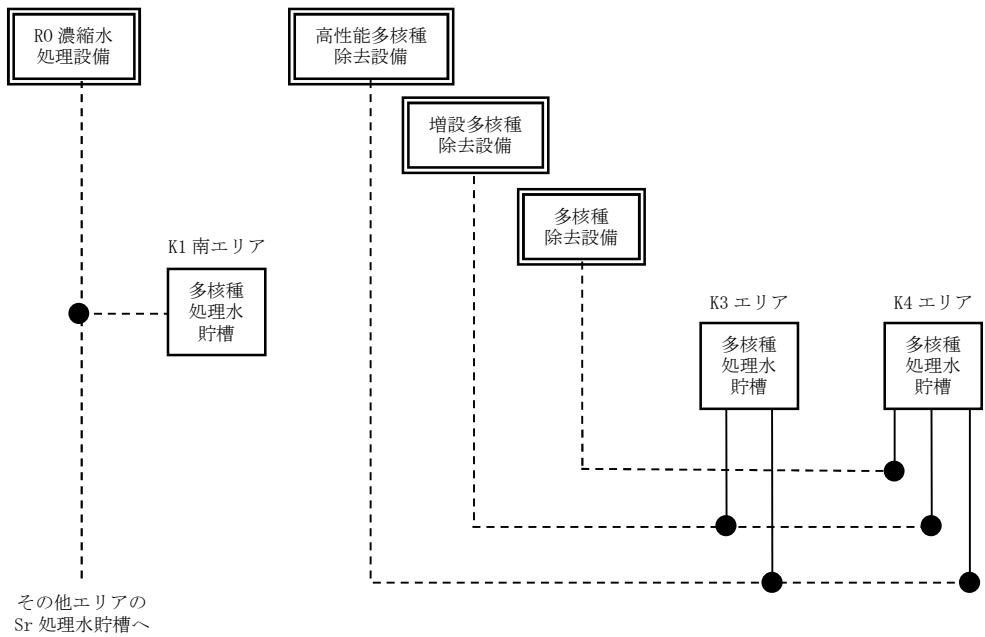 RO 濃縮水
処理設備
高性能多核種
除去設備
増設多核種
除去設備
多核種
除去設備
K1 南エリア
多核種
処理水
貯槽
K3 エリア
多核種
処理水
貯槽
K4 エリア
多核種
処理水
貯槽
その他エリアの
Sr 処理水貯槽へ